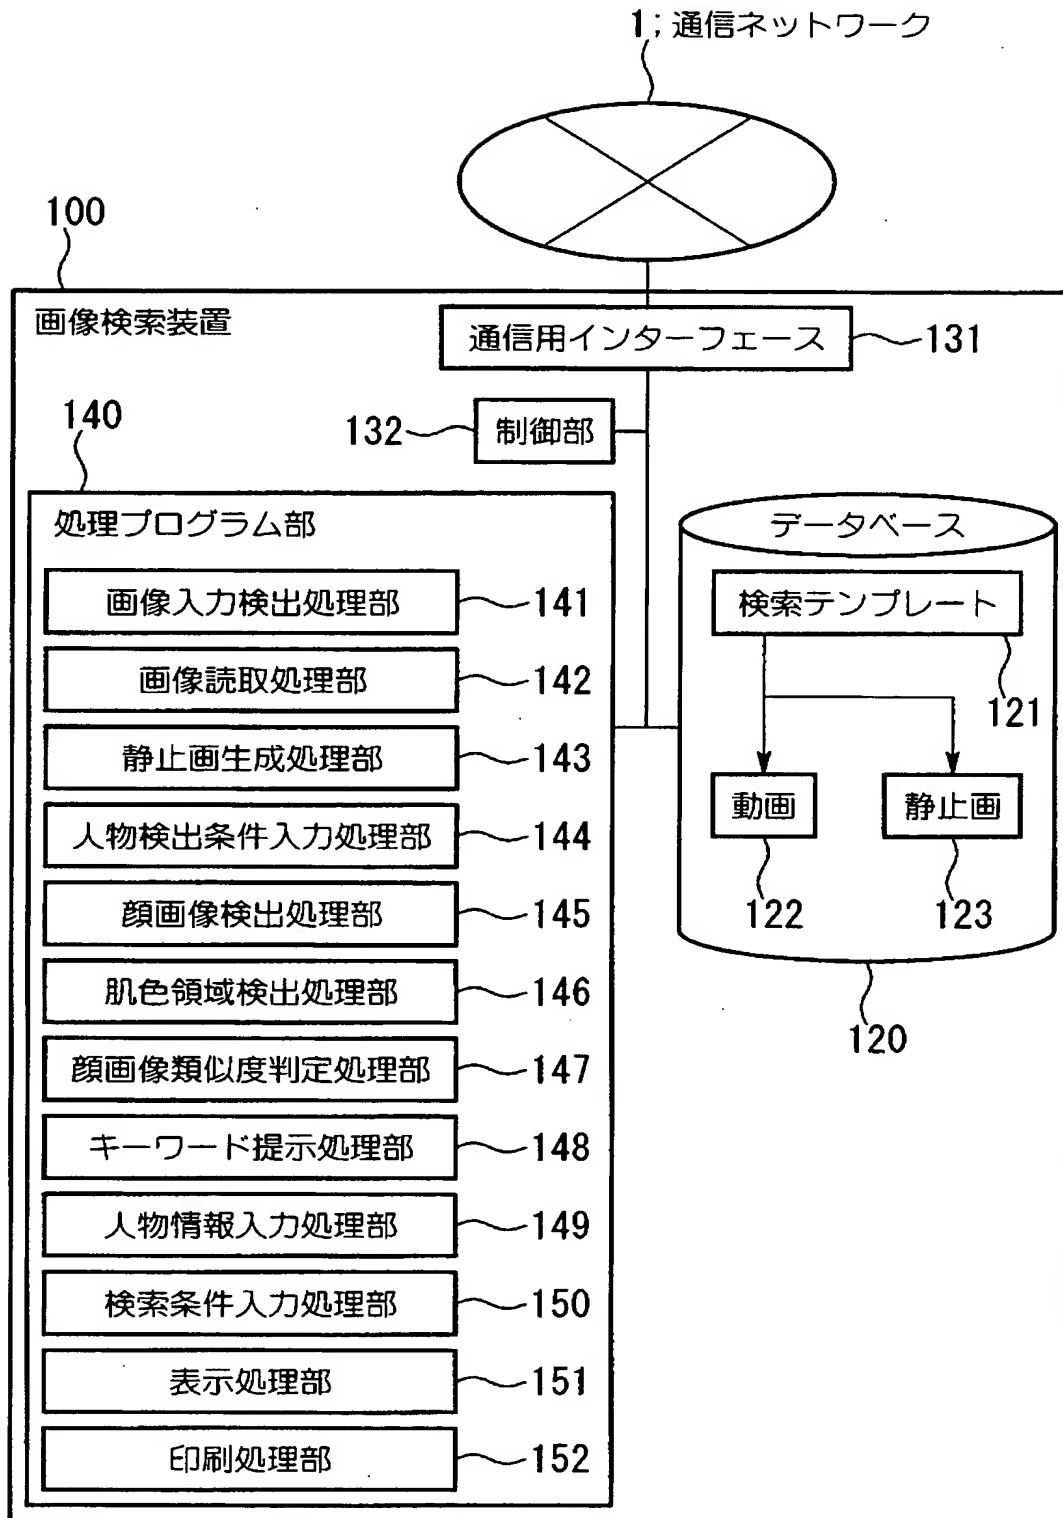 1;通信ネットワーク
100
画像検索装置
通信用インターフェース 131
132 制御部
140
処理プログラム部
データベース
検索テンプレート
121
動画 静止画
122 123
120
画像入力検出処理部 141
画像読取処理部 142
静止画生成処理部 143
人物検出条件入力処理部 144
顔画像検出処理部 145
肌色領域検出処理部 146
顔画像類似度判定処理部 147
キーワード提示処理部 148
人物情報入力処理部 149
検索条件入力処理部 150
表示処理部 151
印刷処理部 152